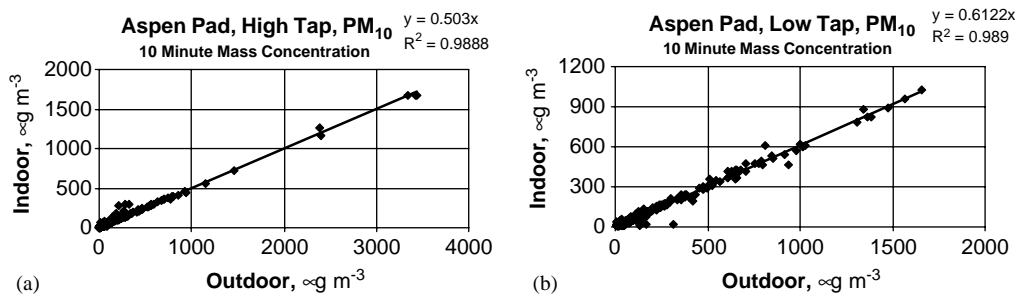 Aspen Pad, High Tap, PM10
y = 0.503x
R2 = 0.9888
10 Minute Mass Concentration
2000
1500
1000
500
0
0 1000 2000 3000 4000
Indoor, ∝g m-3
Outdoor, ∝g m-3
(a)
Aspen Pad, Low Tap, PM10
y = 0.6122x
R2 = 0.989
10 Minute Mass Concentration
1200
900
600
300
0
0 500 1000 1500 2000
Indoor, ∝g m-3
Outdoor, ∝g m-3
(b)